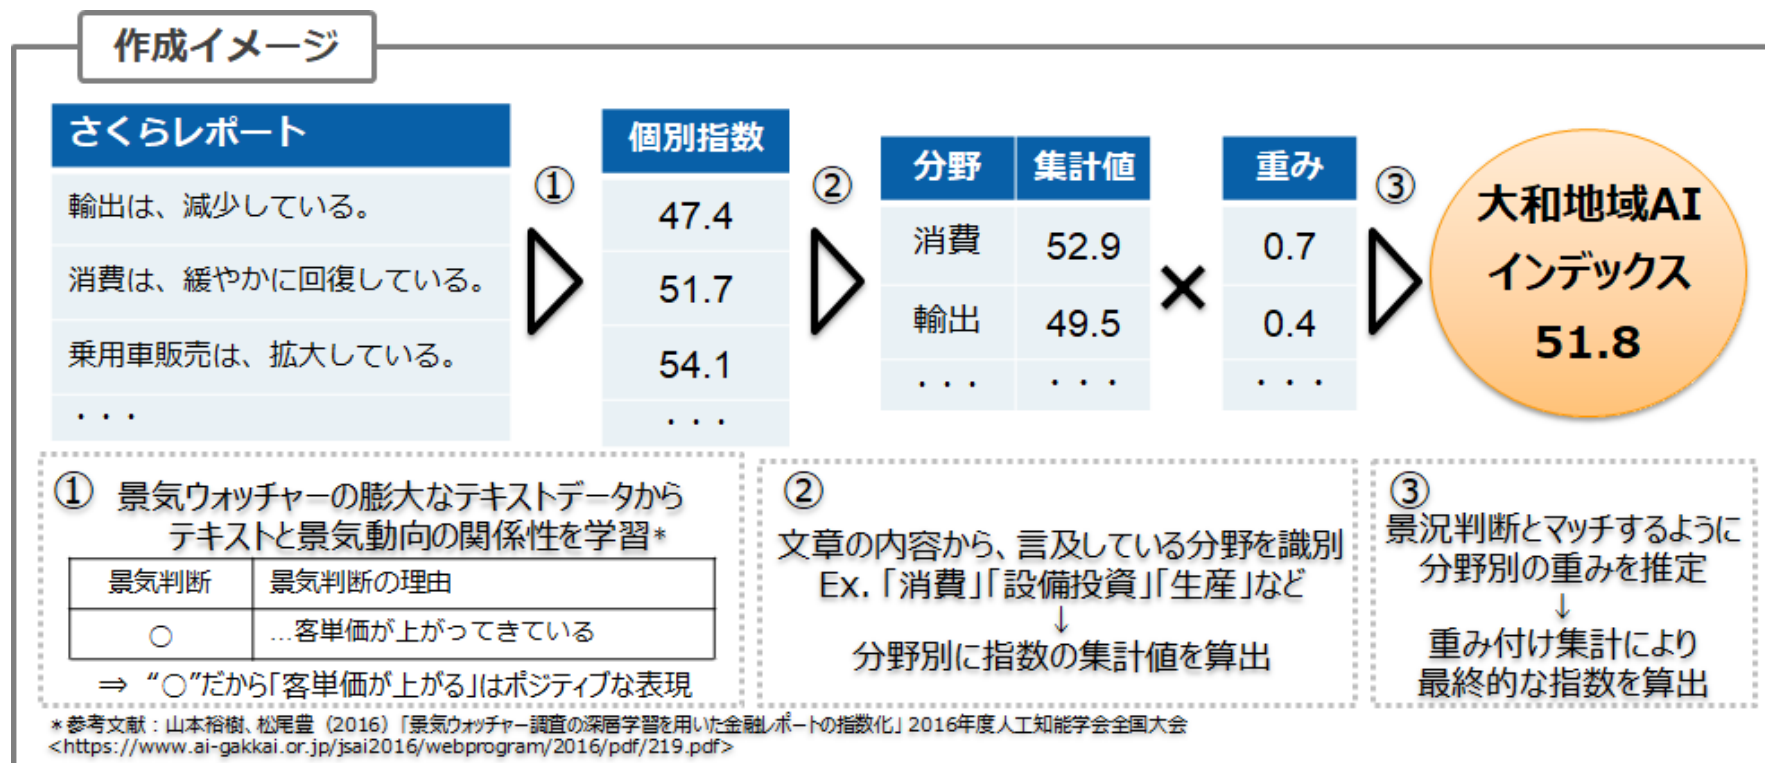 作成イメージ
さくらレポート
輸出は、減少している。
消費は、緩やかに回復している。
乗用車販売は、拡大している。
・・・
①
個別指数
47.4
51.7
54.1
・・・
②
分野 集計値
消費 52.9
輸出 49.5
・・・ ・・・
×
重み
0.7
0.4
・・・
③
大和地域AI
インデックス
51.8
① 景気ウォッチャーの膨大なテキストデータから
テキストと景気動向の関係性を学習*
景気判断 景気判断の理由
○ …客単価が上がってきている
⇒ “○”だから「客単価が上がる」はポジティブな表現
②
文章の内容から、言及している分野を識別
Ex.「消費」「設備投資」「生産」など
↓
分野別に指数の集計値を算出
③
景況判断とマッチするように
分野別の重みを推定
↓
重み付け集計により
最終的な指数を算出
*参考文献：山本裕樹、松尾豊（2016）「景気ウォッチャー調査の深層学習を用いた金融レポートの指数化」2016年度人工知能学会全国大会
<https://www.ai-gakkai.or.jp/jsai2016/webprogram/2016/pdf/219.pdf>